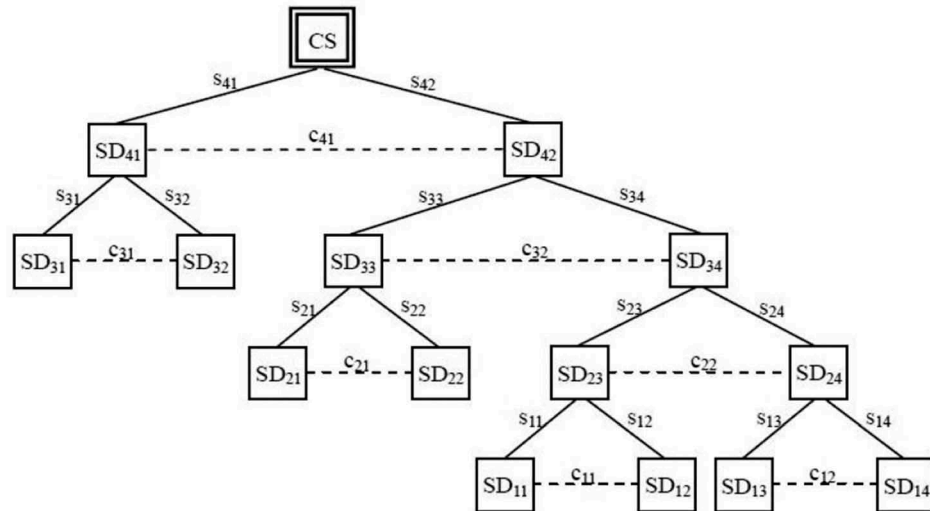 CS
s₄₁ s₄₂
SD₄₁ c₄₁ SD₄₂
s₃₁ s₃₂ s₃₃ s₃₄
SD₃₁ c₃₁ SD₃₂ SD₃₃ c₃₂ SD₃₄
s₂₁ s₂₂ s₂₃ s₂₄
SD₂₁ c₂₁ SD₂₂ SD₂₃ c₂₂ SD₂₄
s₁₁ s₁₂ s₁₃ s₁₄
SD₁₁ c₁₁ SD₁₂ SD₁₃ c₁₂ SD₁₄